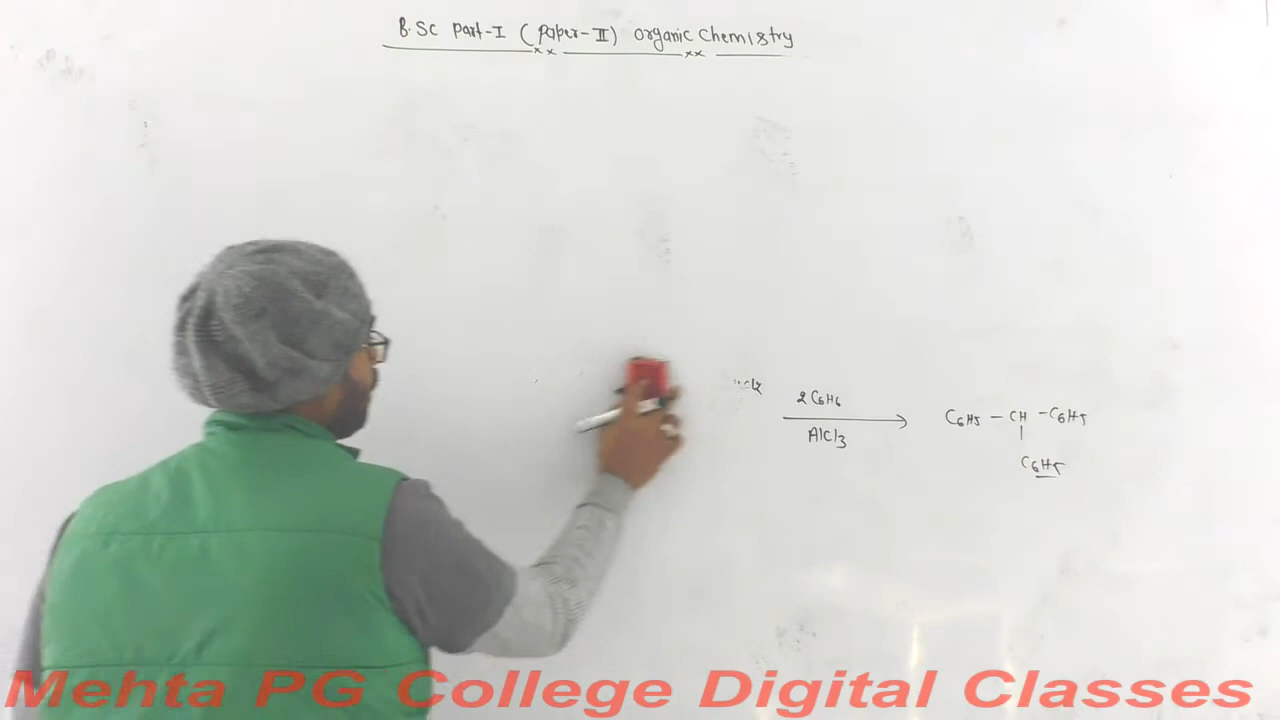 B.Sc Part-I (Paper-II) Organic Chemistry
2C6H6
C6H5 - CH - C6H5
AlCl3
C6H5
Mehta PG College Digital Classes